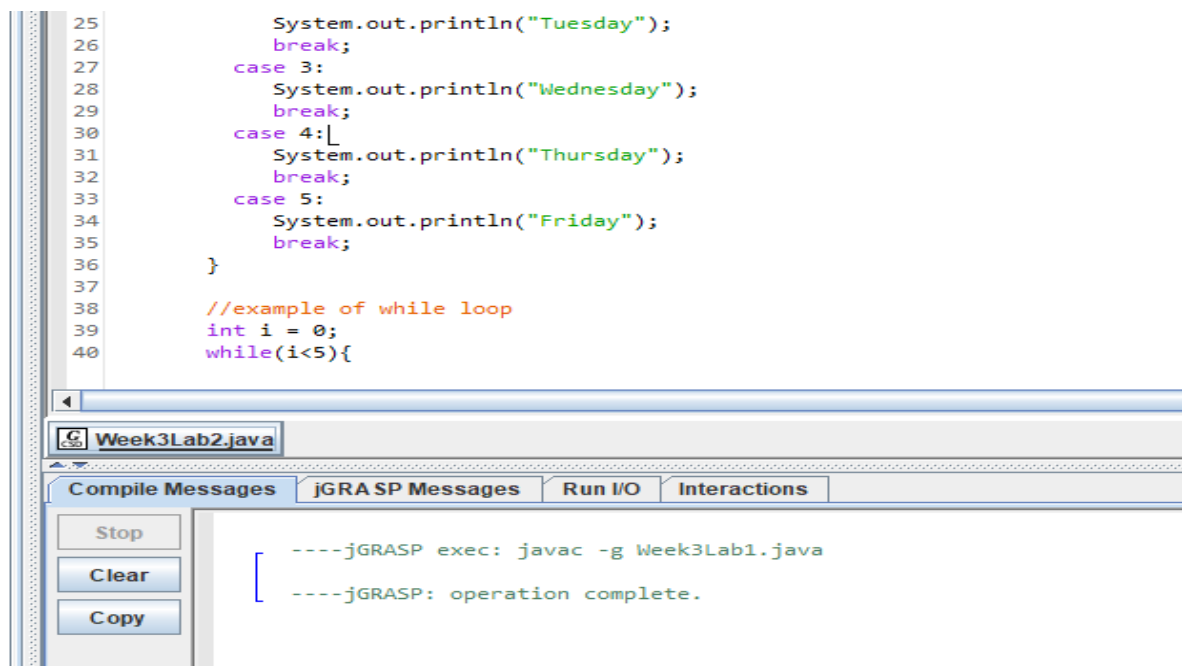 25 System.out.println("Tuesday");
26 break;
27 case 3:
28 System.out.println("Wednesday");
29 break;
30 case 4:
31 System.out.println("Thursday");
32 break;
33 case 5:
34 System.out.println("Friday");
35 break;
36 }
37
38 //example of while loop
39 int i = 0;
40 while(i<5){
G CSD Week3Lab2.java
Compile Messages jGRASP Messages Run I/O Interactions
Stop
Clear
Copy
----jGRASP exec: javac -g Week3Lab1.java
----jGRASP: operation complete.